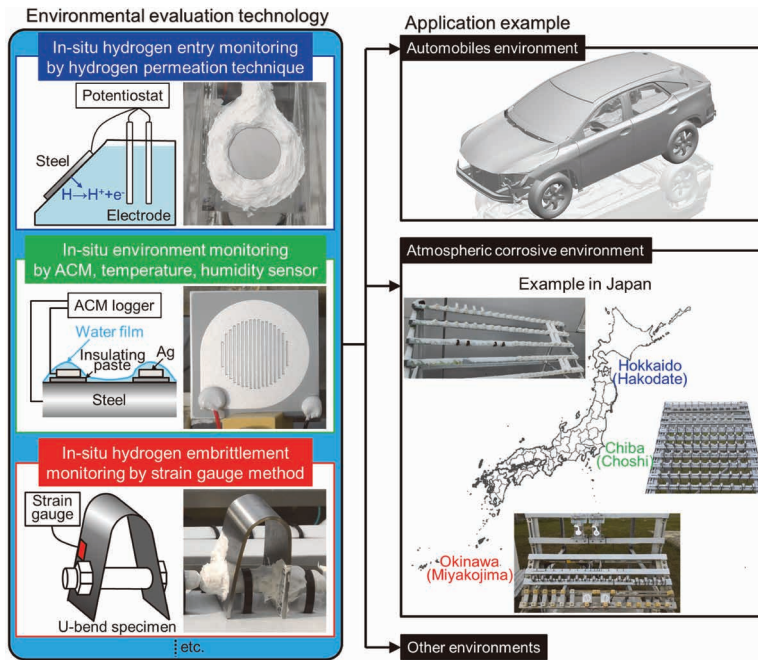 Environmental evaluation technology
In-situ hydrogen entry monitoring
by hydrogen permeation technique
Potentiostat
Steel
H→H⁺+e⁻
Electrode
In-situ environment monitoring
by ACM, temperature, humidity sensor
ACM logger
Water film
Insulating
paste
Ag
Steel
In-situ hydrogen embrittlement
monitoring by strain gauge method
Strain
gauge
U-bend specimen
etc.
Application example
Automobiles environment
Atmospheric corrosive environment
Example in Japan
Hokkaido
(Hakodate)
Chiba
(Choshi)
Okinawa
(Miyakojima)
Other environments